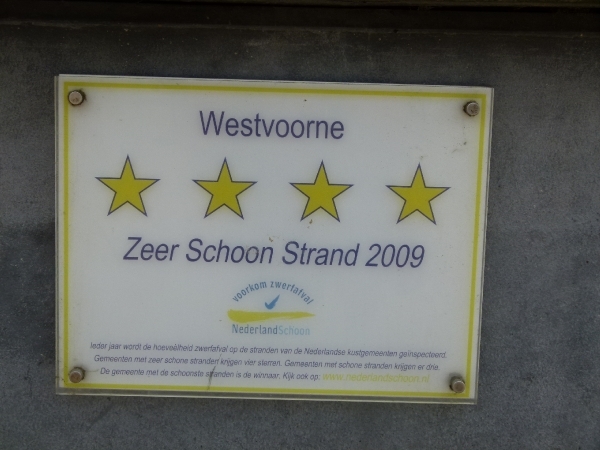 Westvoorne
Zeer Schoon Strand 2009
voorkom zwerfafval
NederlandSchoon
Ieder jaar wordt de hoeveelheid zwerfafval op de stranden van de Nederlandse kustgemeenten geïnspecteerd.
Gemeenten met zeer schone stranden krijgen vier sterren. Gemeenten met schone stranden krijgen er drie.
De gemeente met de schoonste stranden is de winnaar. Kijk ook op: www.nederlandschoon.nl